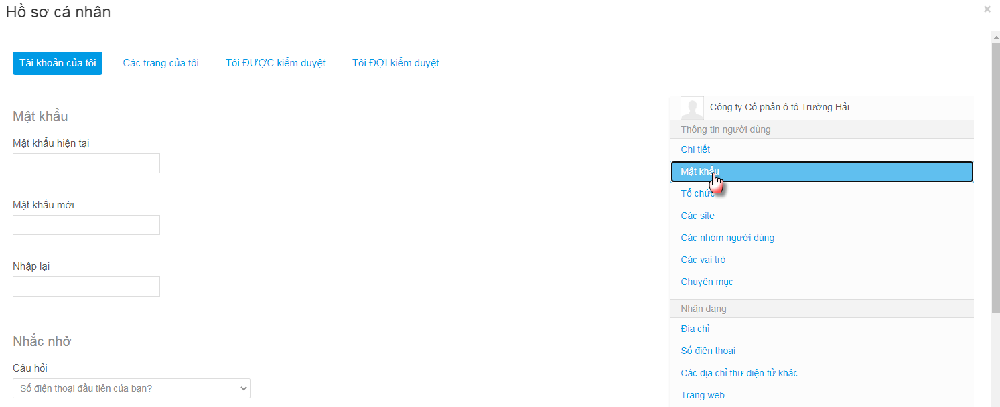 Hồ sơ cá nhân
×
Tài khoản của tôi
Các trang của tôi
Tôi ĐƯỢC kiểm duyệt
Tôi ĐỢI kiểm duyệt
Mật khẩu
Mật khẩu hiện tại
Mật khẩu mới
Nhập lại
Nhắc nhở
Câu hỏi
Số điện thoại đầu tiên của bạn?
Công ty Cổ phần ô tô Trường Hải
Thông tin người dùng
Chi tiết
Mật khẩu
Tổ chức
Các site
Các nhóm người dùng
Các vai trò
Chuyên mục
Nhận dạng
Địa chỉ
Số điện thoại
Các địa chỉ thư điện tử khác
Trang web